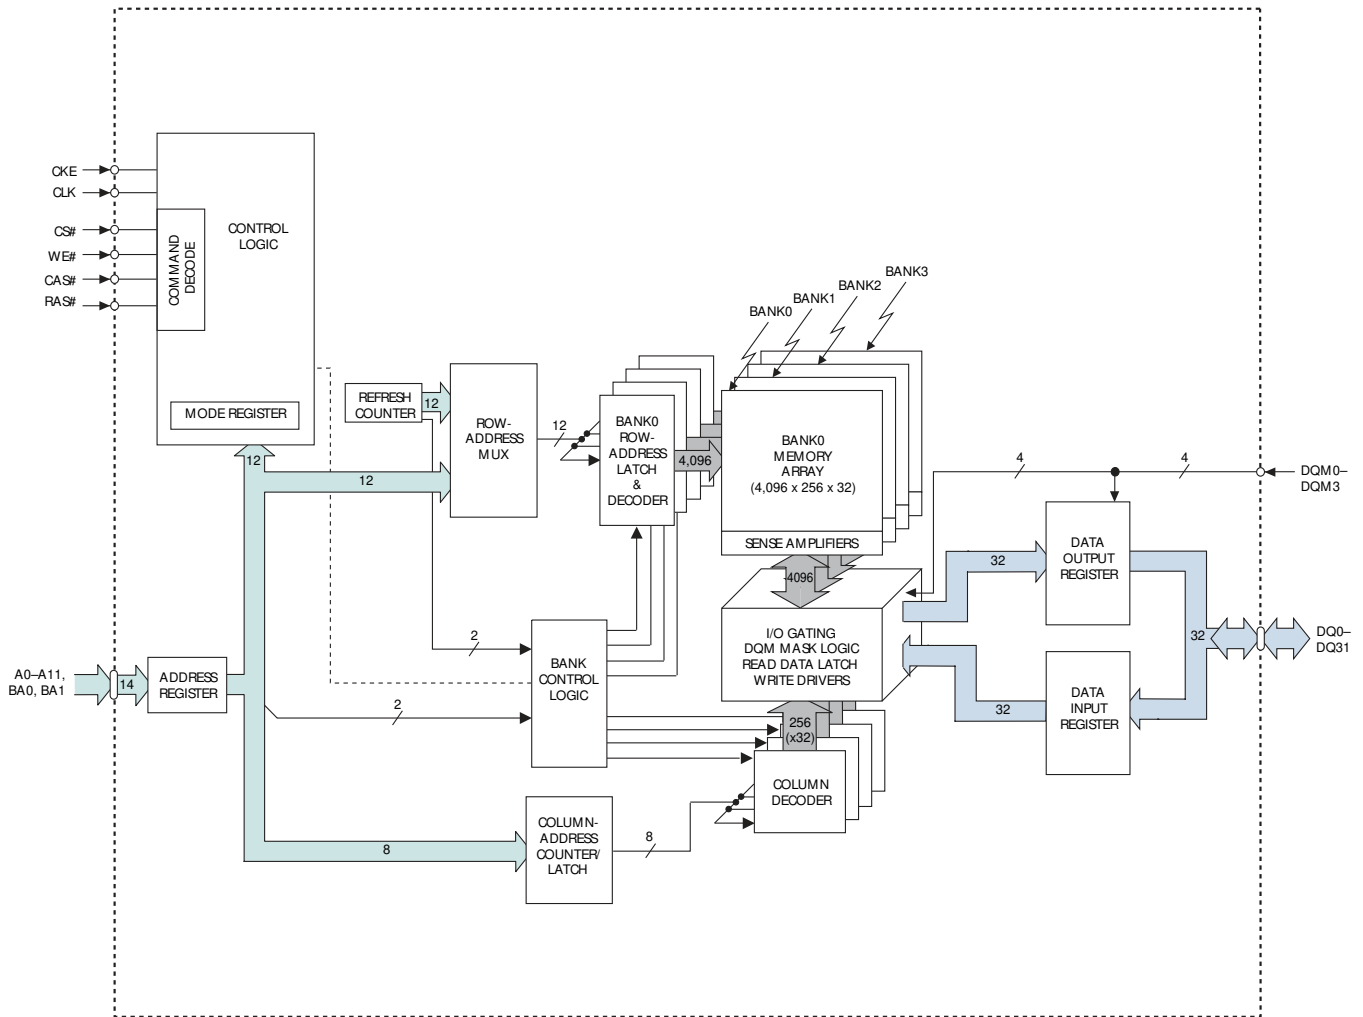 CKE
CLK
CS#
WE#
CAS#
RAS#
COMMAND
DECODE
CONTROL
LOGIC
MODE REGISTER
12
12
REFRESH
COUNTER
12
ROW-
ADDRESS
MUX
12
BANK0
ROW-
ADDRESS
LATCH
&
DECODER
4,096
BANK0
BANK1
BANK2
BANK3
BANK0
MEMORY
ARRAY
(4,096 x 256 x 32)
SENSE AMPLIFIERS
4096
I/O GATING
DQM MASK LOGIC
READ DATA LATCH
WRITE DRIVERS
256
(x32)
COLUMN
DECODER
4
4
DQM0–
DQM3
DATA
OUTPUT
REGISTER
32
32
DQ0–
DQ31
DATA
INPUT
REGISTER
32
A0–A11,
BA0, BA1
14
ADDRESS
REGISTER
2
2
BANK
CONTROL
LOGIC
8
COLUMN-
ADDRESS
COUNTER/
LATCH
8